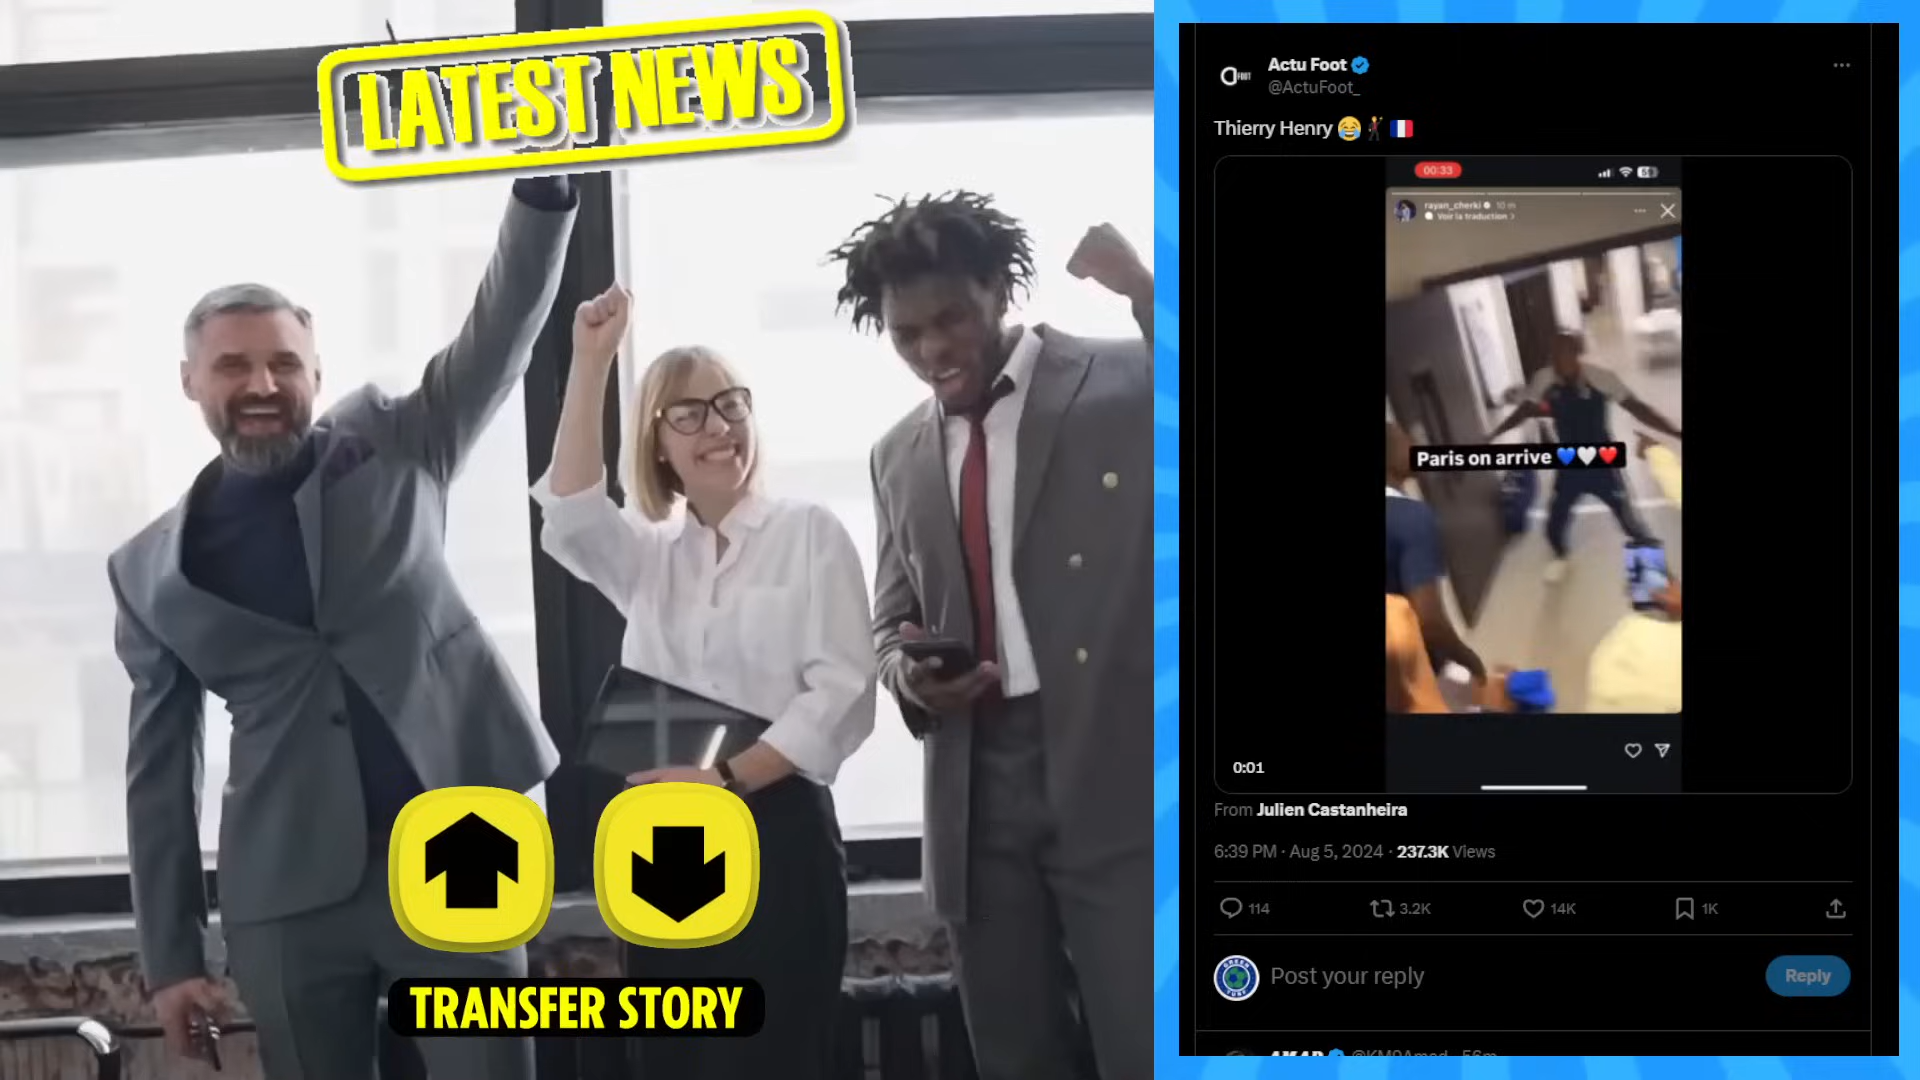 LATEST NEWS
TRANSFER STORY
Actu Foot
@ActuFoot_
Thierry Henry
00:33
rayan_cherki 10 m
Voir la traduction
Paris on arrive
0:01
From Julien Castanheira
6:39 PM · Aug 5, 2024 · 237.3K Views
114
3.2K
14K
1K
Post your reply
Reply